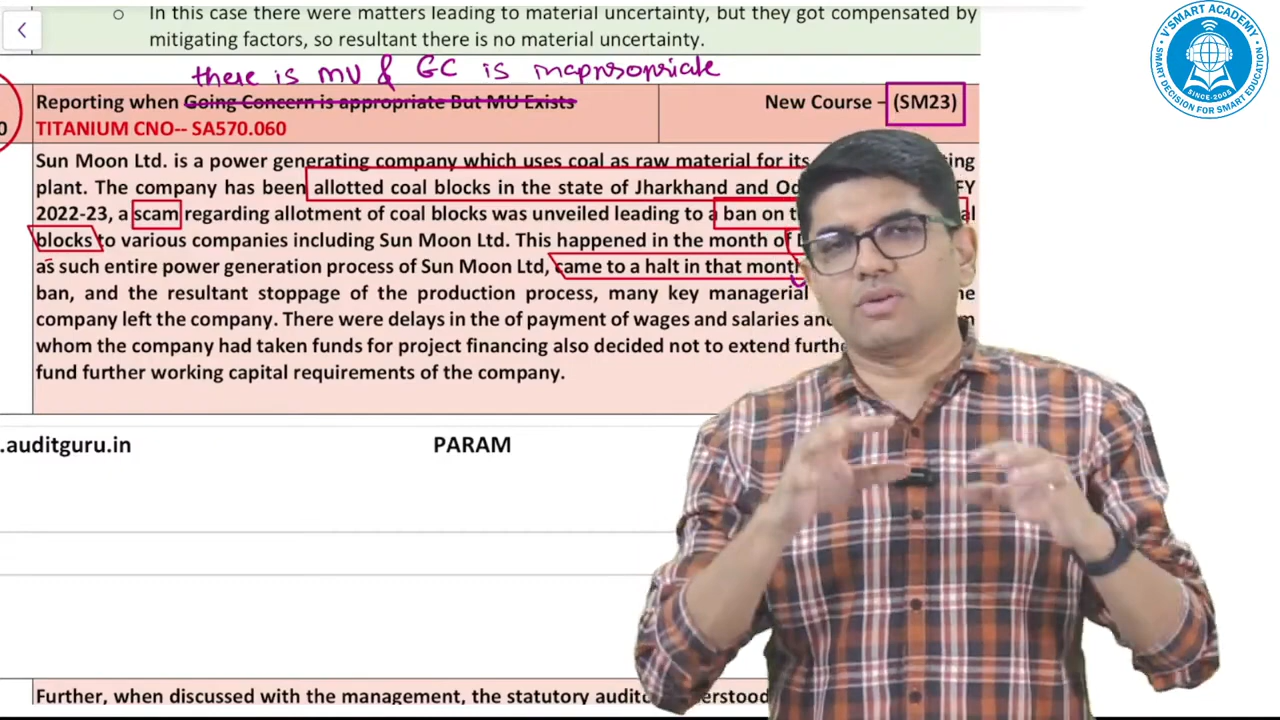 In this case there were matters leading to material uncertainty, but they got compensated by
mitigating factors, so resultant there is no material uncertainty.
there is MU & GC is inappropriate
Reporting when Going Concern is appropriate But MU Exists
New Course – (SM23)
TITANIUM CNO-- SA570.060
Sun Moon Ltd. is a power generating company which uses coal as raw material for its
plant. The company has been allotted coal blocks in the state of Jharkhand and
2022-23, a scam regarding allotment of coal blocks was unveiled leading to a ban on
blocks to various companies including Sun Moon Ltd. This happened in the month of
as such entire power generation process of Sun Moon Ltd, came to a halt in that month
ban, and the resultant stoppage of the production process, many key managerial
company left the company. There were delays in the of payment of wages and salaries and
whom the company had taken funds for project financing also decided not to extend
fund further working capital requirements of the company.
.auditguru.in
PARAM
Further, when discussed with the management, the statutory
V'SMART ACADEMY
SINCE-2005
SMART DECISION FOR SMART EDUCATION